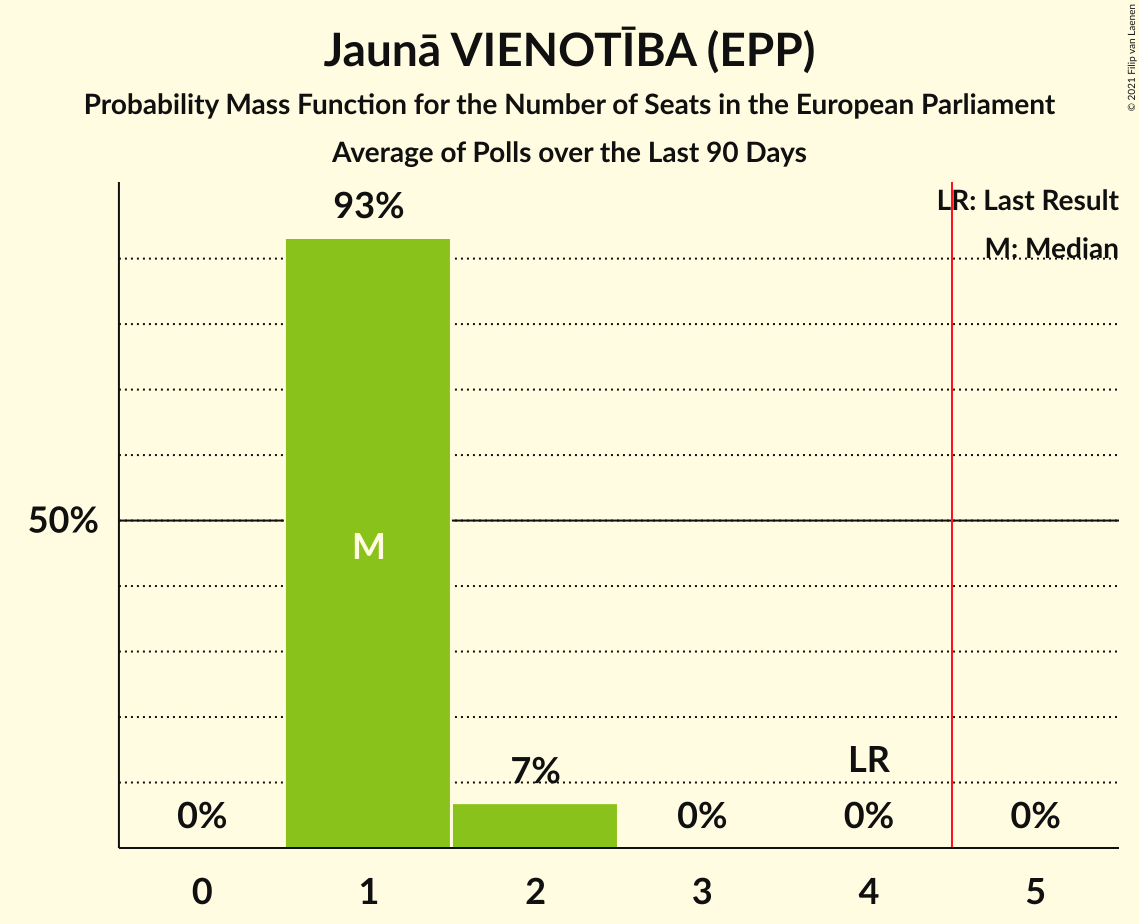 Jaunā VIENOTĪBA (EPP)
Probability Mass Function for the Number of Seats in the European Parliament
Average of Polls over the Last 90 Days
© 2021 Filip van Laenen
LR: Last Result
M: Median
93%
50%
M
7%
LR
0%
0%
0%
0%
0 1 2 3 4 5